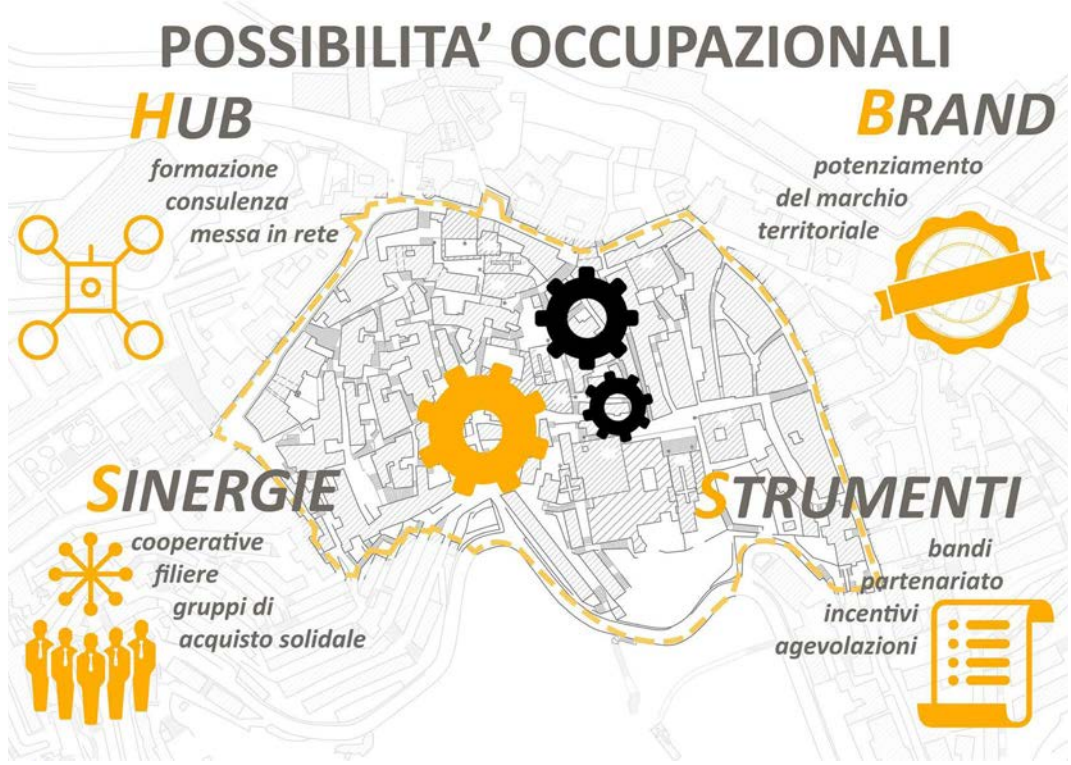 POSSIBILITA' OCCUPAZIONALI
HUB
formazione
consulenza
messa in rete
BRAND
potenziamento
del marchio
territoriale
SINERGIE
cooperative
filiere
gruppi di
acquisto solidale
STRUMENTI
bandi
partenariato
incentivi
agevolazioni